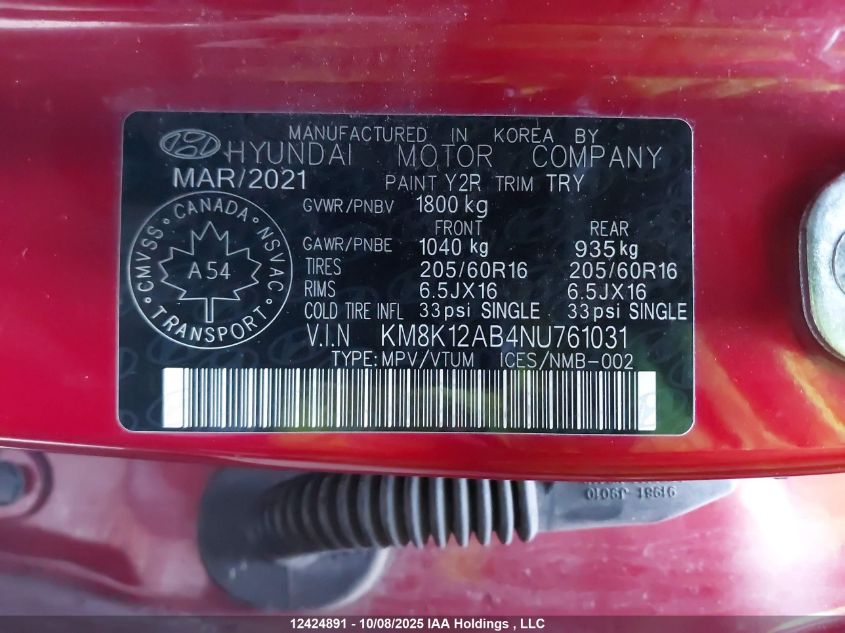 MANUFACTURED IN KOREA BY
HYUNDAI MOTOR COMPANY
MAR/2021 PAINT Y2R TRIM TRY
GVWR/PNBV 1800 kg
FRONT REAR
GAWR/PNBE 1040 kg 935 kg
TIRES 205/60R16 205/60R16
RIMS 6.5JX16 6.5JX16
COLD TIRE INFL 33psi SINGLE 33psi SINGLE
CMVSS • CANADA • NSVAC
A54
TRANSPORT
V.I.N KM8K12AB4NU761031
TYPE:MPV/VTUM ICES/NMB-002
91981-J9010
12424891 - 10/08/2025 IAA Holdings , LLC